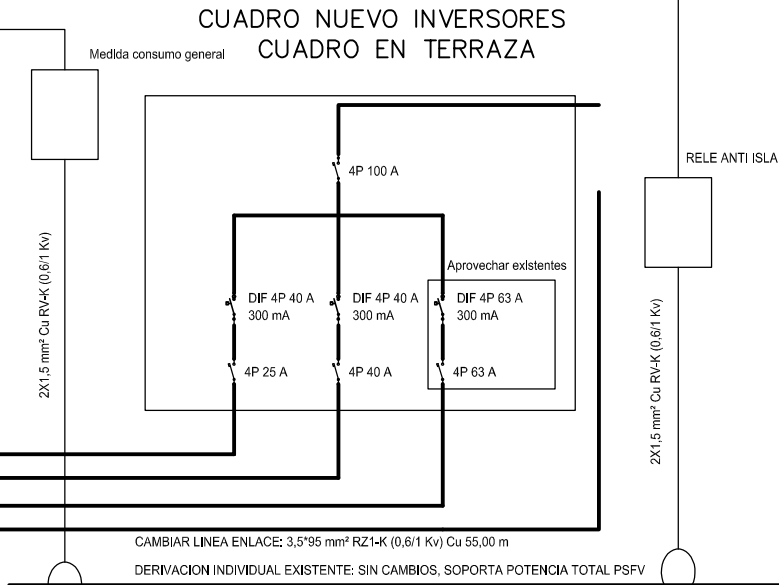 CUADRO NUEVO INVERSORES
CUADRO EN TERRAZA
Medida consumo general
4P 100 A
RELE ANTI ISLA
Aprovechar existentes
DIF 4P 40 A
300 mA
DIF 4P 40 A
300 mA
DIF 4P 63 A
300 mA
4P 25 A
4P 40 A
4P 63 A
2X1,5 mm² Cu RV-K (0,6/1 Kv)
2X1,5 mm² Cu RV-K (0,6/1 Kv)
CAMBIAR LINEA ENLACE: 3,5*95 mm² RZ1-K (0,6/1 Kv) Cu 55,00 m
DERIVACION INDIVIDUAL EXISTENTE: SIN CAMBIOS, SOPORTA POTENCIA TOTAL PSFV